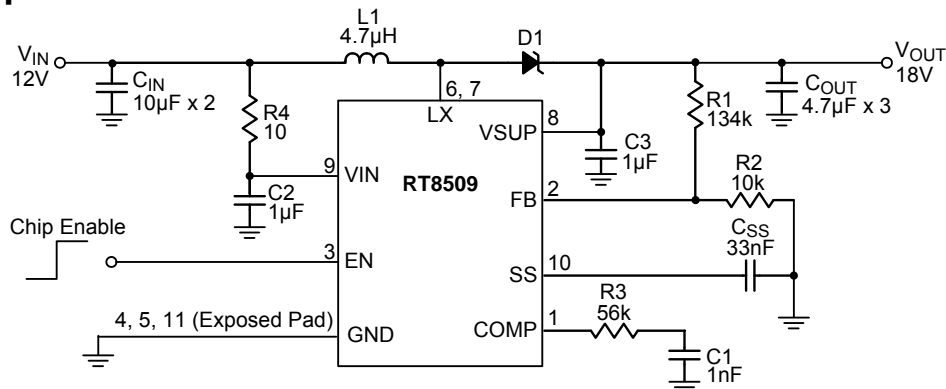 L1
4.7µH
D1
VIN
12V
VOUT
18V
CIN
10µF x 2
6, 7
LX
R4
10
R1
134k
COUT
4.7µF x 3
VSUP
8
C3
1µF
9
VIN
RT8509
C2
1µF
FB
2
R2
10k
Chip Enable
3
EN
CSS
33nF
SS
10
4, 5, 11 (Exposed Pad)
GND
COMP
1
R3
56k
C1
1nF